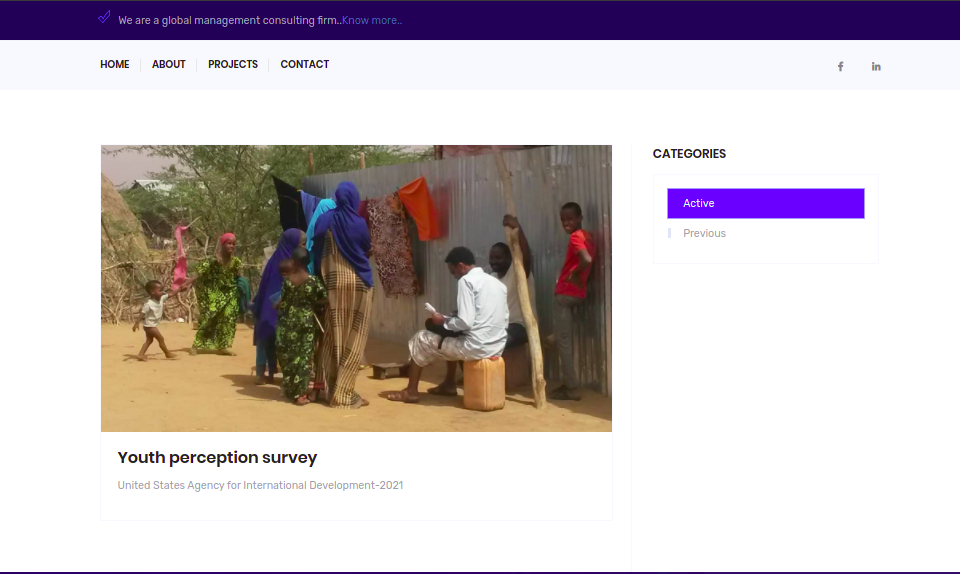 We are a global management consulting firm..Know more..
HOME ABOUT PROJECTS CONTACT
Youth perception survey
United States Agency for International Development-2021
CATEGORIES
Active
Previous